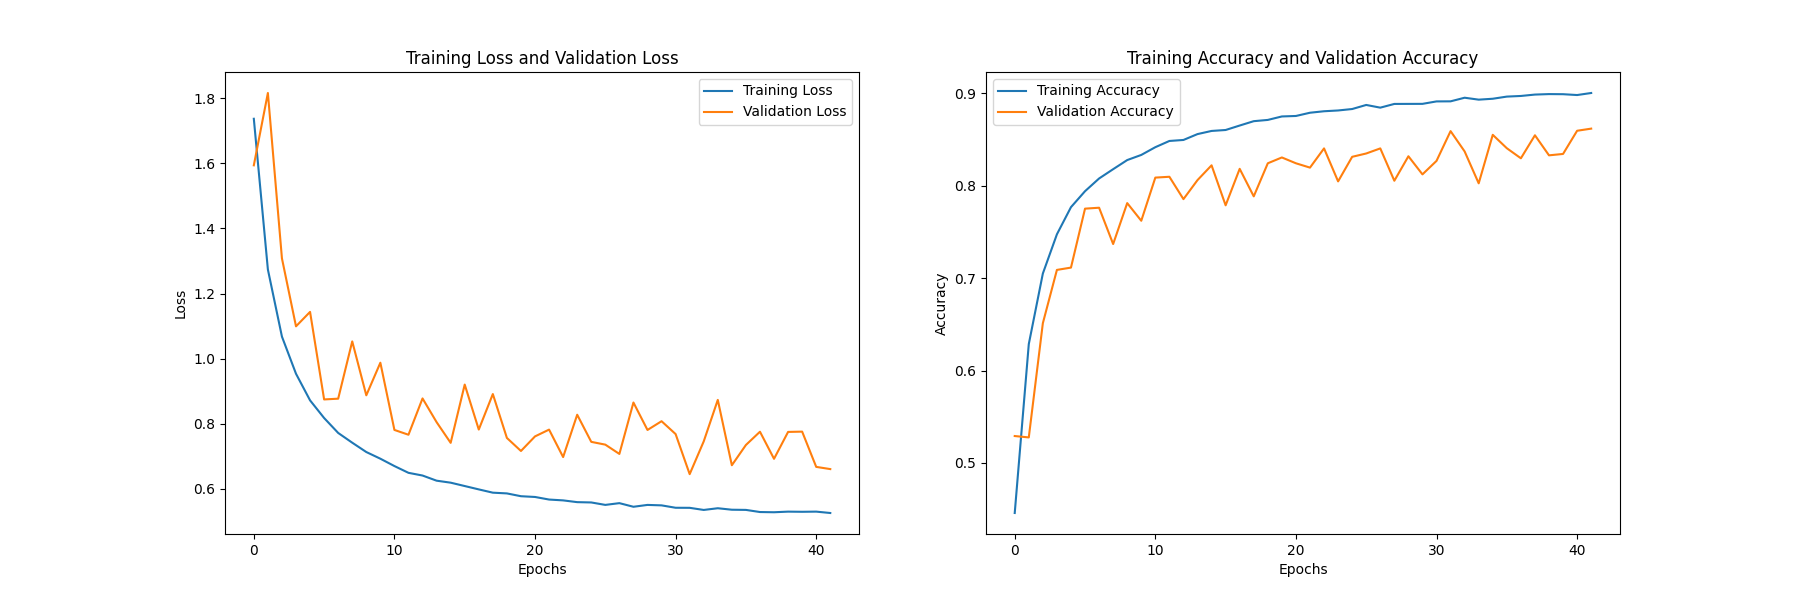 Training Loss and Validation Loss
Training Loss
Validation Loss
1.8
1.6
1.4
1.2
1.0
0.8
0.6
Loss
0 10 20 30 40
Epochs
Training Accuracy and Validation Accuracy
Training Accuracy
Validation Accuracy
0.9
0.8
0.7
0.6
0.5
Accuracy
0 10 20 30 40
Epochs